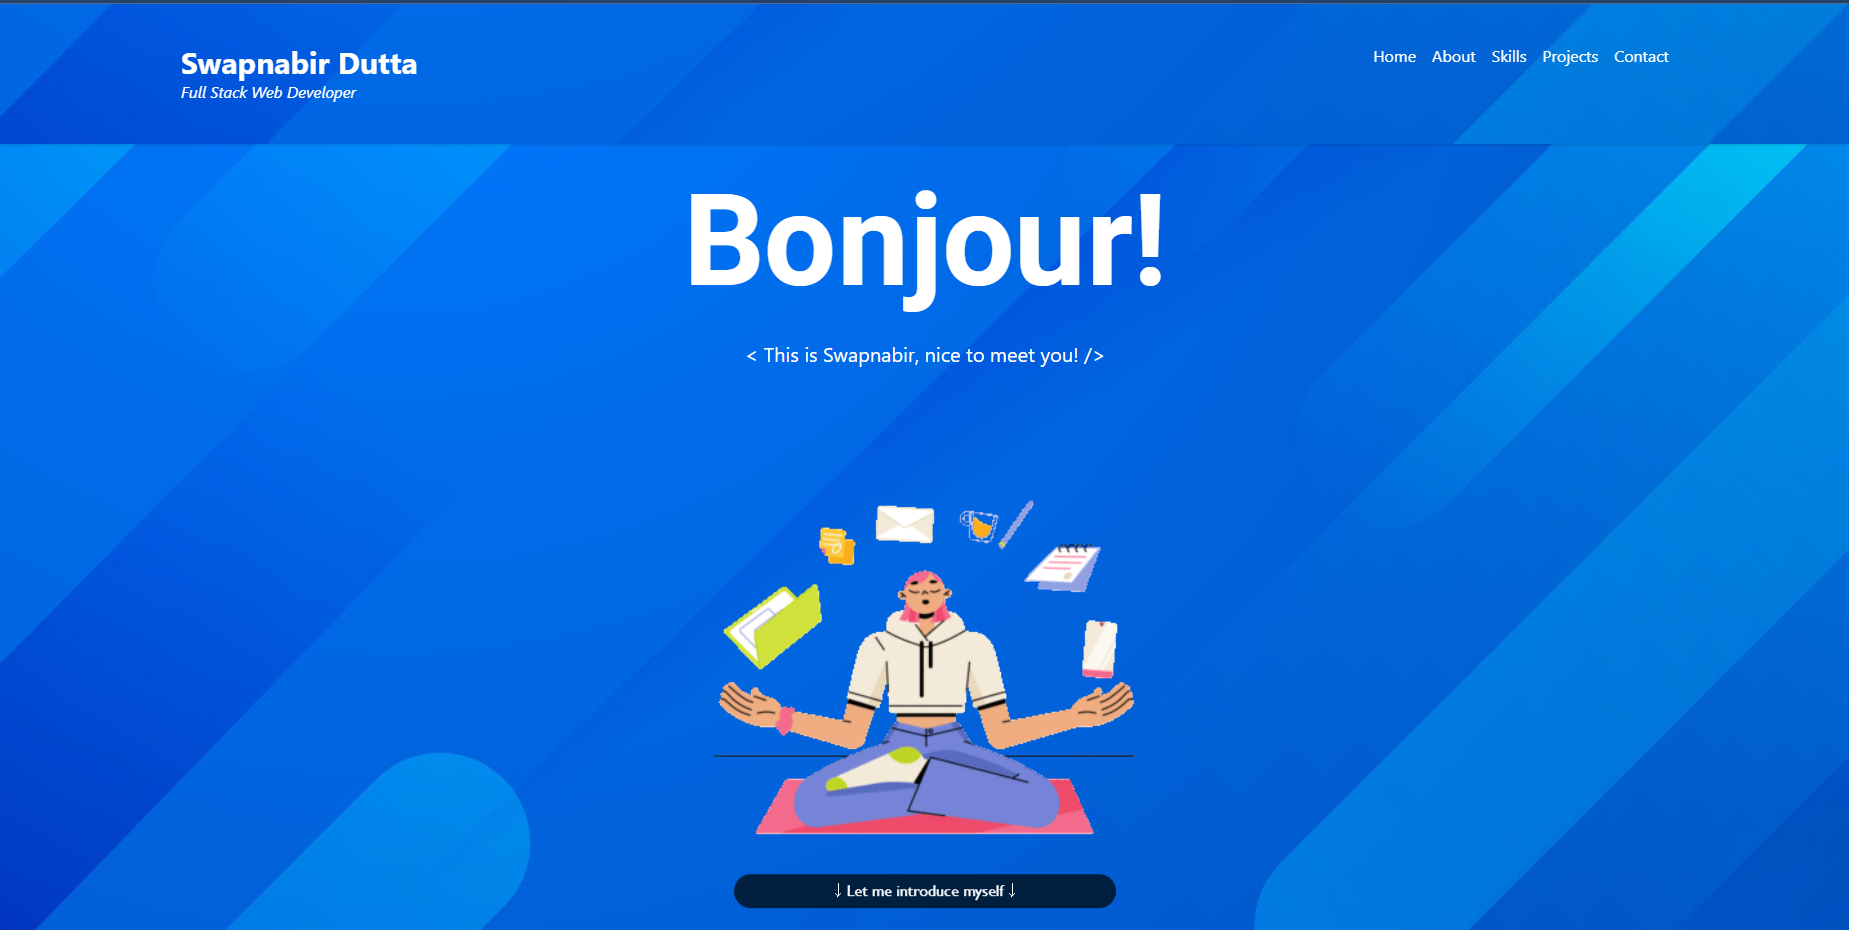 Swapnabir Dutta
Full Stack Web Developer
Home About Skills Projects Contact
Bonjour!
< This is Swapnabir, nice to meet you! />
↓ Let me introduce myself ↓